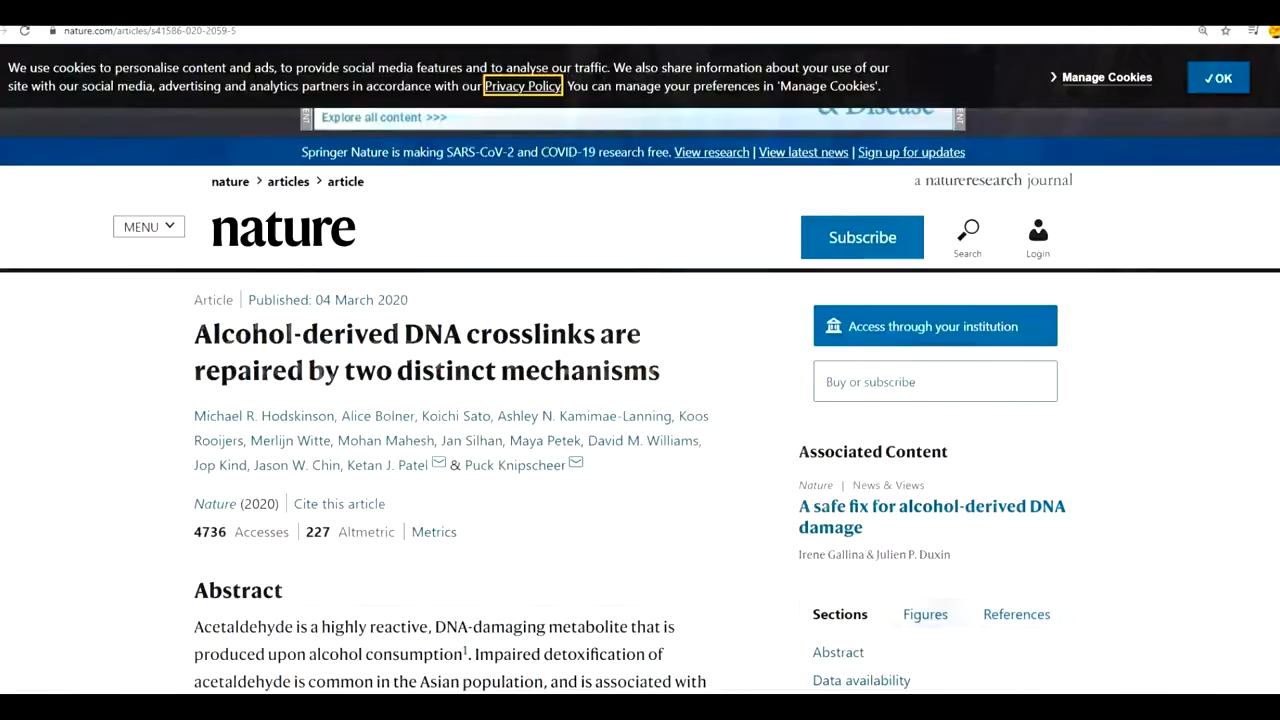 nature.com/articles/s41586-020-2059-5
We use cookies to personalise content and ads, to provide social media features and to analyse our traffic. We also share information about your use of our
site with our social media, advertising and analytics partners in accordance with our Privacy Policy. You can manage your preferences in 'Manage Cookies'.
Manage Cookies
✓OK
Explore all content >>>
& Disease
Springer Nature is making SARS-CoV-2 and COVID-19 research free. View research | View latest news | Sign up for updates
nature > articles > article
a natureresearch journal
MENU
nature
Subscribe
Search
Login
Article | Published: 04 March 2020
Alcohol-derived DNA crosslinks are
repaired by two distinct mechanisms
Michael R. Hodskinson, Alice Bolner, Koichi Sato, Ashley N. Kamimae-Lanning, Koos
Rooijers, Merlijn Witte, Mohan Mahesh, Jan Silhan, Maya Petek, David M. Williams,
Jop Kind, Jason W. Chin, Ketan J. Patel & Puck Knipscheer
Nature (2020) | Cite this article
4736 Accesses | 227 Altmetric | Metrics
Abstract
Acetaldehyde is a highly reactive, DNA-damaging metabolite that is
produced upon alcohol consumption1. Impaired detoxification of
acetaldehyde is common in the Asian population, and is associated with
Access through your institution
Buy or subscribe
Associated Content
Nature | News & Views
A safe fix for alcohol-derived DNA
damage
Irene Gallina & Julien P. Duxin
Sections Figures References
Abstract
Data availability